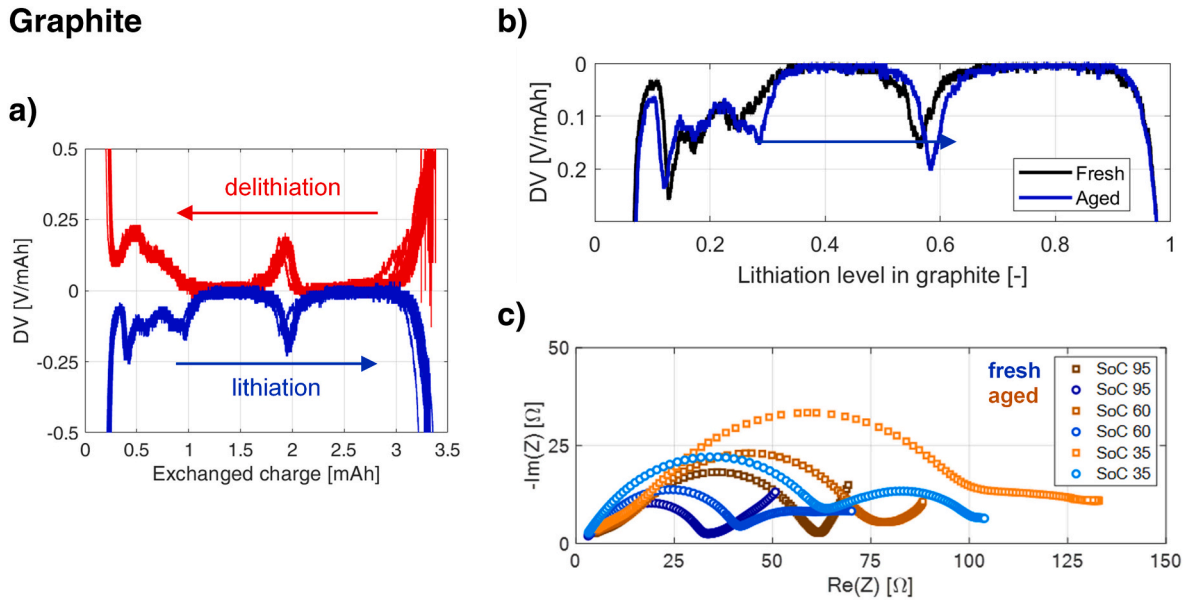 Graphite
a)
0.5
0.25
0
-0.25
-0.5
DV [V/mAh]
delithiation
lithiation
0 0.5 1 1.5 2 2.5 3 3.5
Exchanged charge [mAh]
b)
0
0.1
0.2
DV [V/mAh]
Fresh
Aged
0 0.2 0.4 0.6 0.8 1
Lithiation level in graphite [-]
c)
50
25
0
-Im(Z) [Ω]
fresh
aged
SoC 95
SoC 95
SoC 60
SoC 60
SoC 35
SoC 35
0 25 50 75 100 125 150
Re(Z) [Ω]